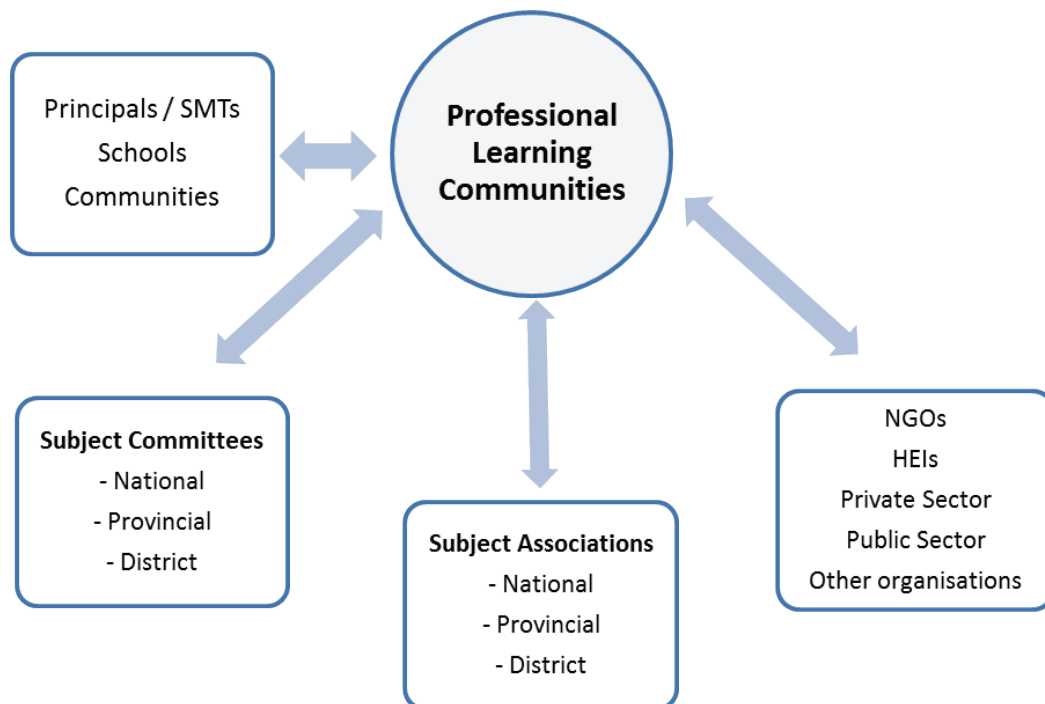 Principals / SMTs
Schools
Communities
Professional
Learning
Communities
Subject Committees
- National
- Provincial
- District
Subject Associations
- National
- Provincial
- District
NGOs
HEIs
Private Sector
Public Sector
Other organisations